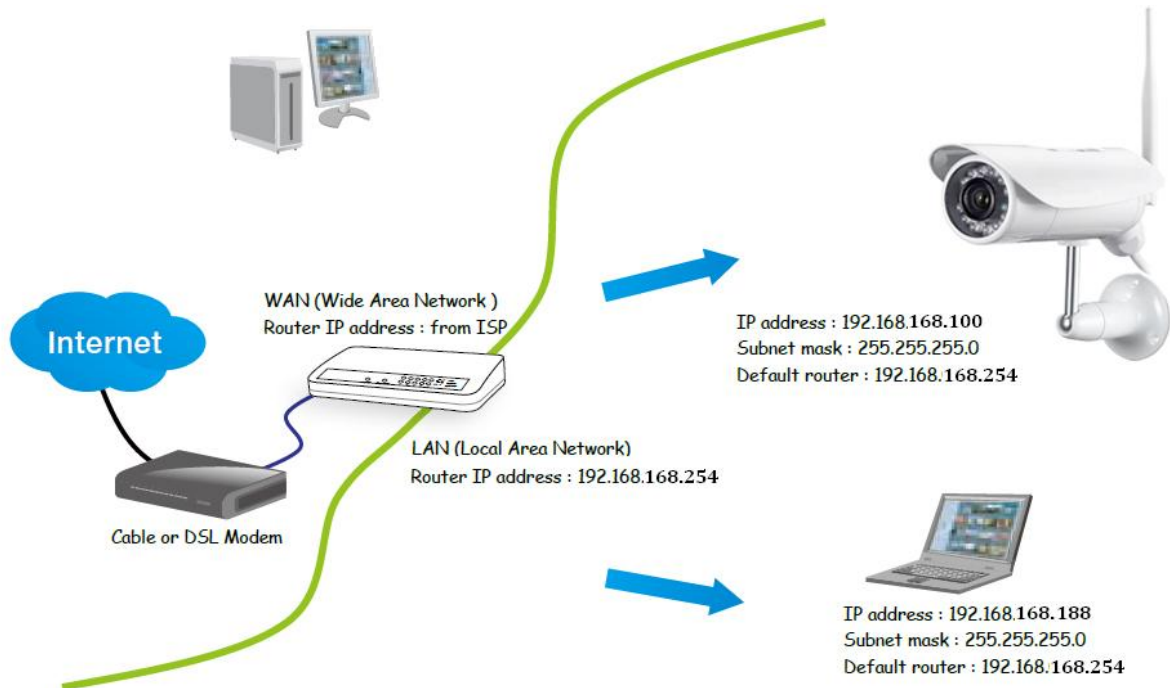 WAN (Wide Area Network )
Router IP address : from ISP
Internet
Cable or DSL Modem
LAN (Local Area Network)
Router IP address : 192.168.168.254
IP address : 192.168.168.100
Subnet mask : 255.255.255.0
Default router : 192.168.168.254
IP address : 192.168.168.188
Subnet mask : 255.255.255.0
Default router : 192.168.168.254